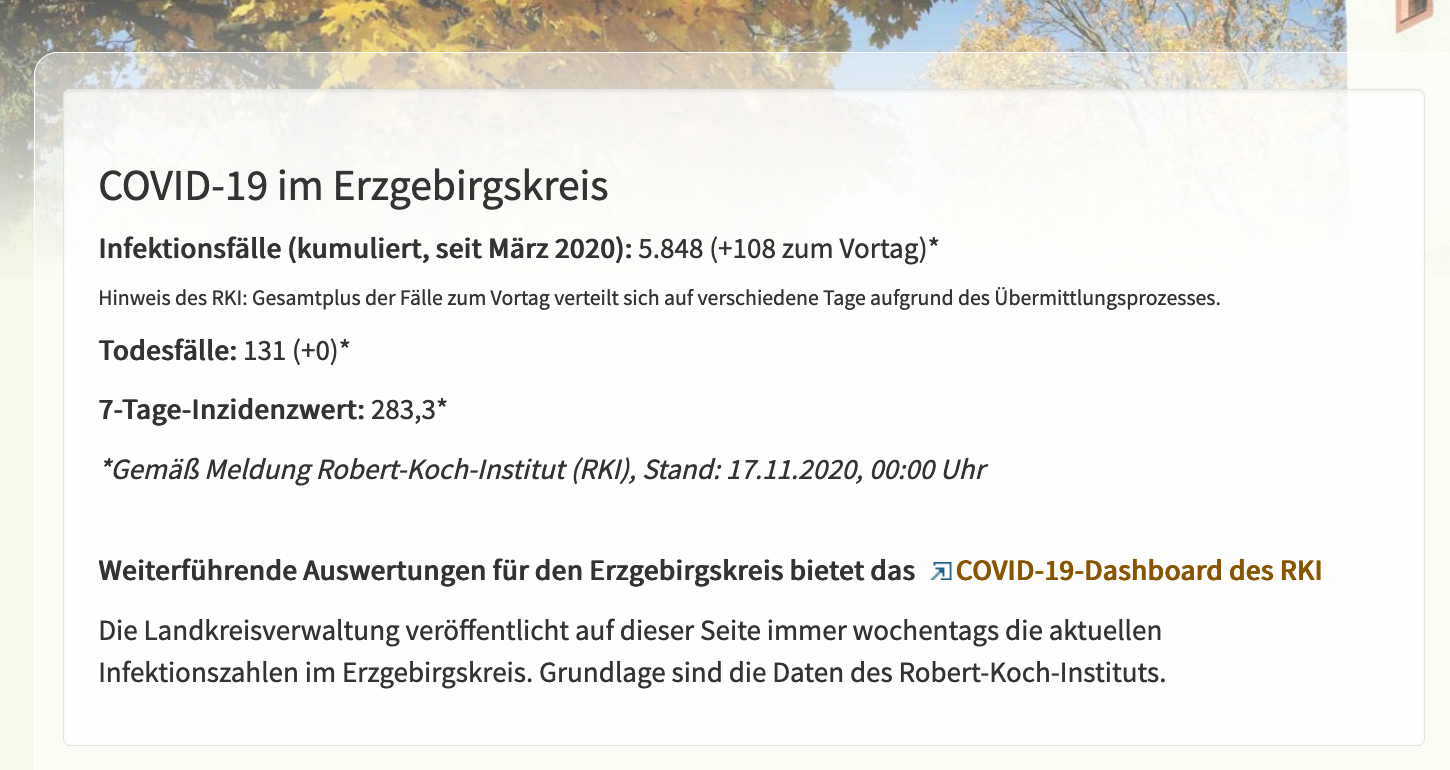 COVID-19 im Erzgebirgskreis
Infektionsfälle (kumuliert, seit März 2020): 5.848 (+108 zum Vortag)*
Hinweis des RKI: Gesamtplus der Fälle zum Vortag verteilt sich auf verschiedene Tage aufgrund des Übermittlungsprozesses.
Todesfälle: 131 (+0)*
7-Tage-Inzidenzwert: 283,3*
*Gemäß Meldung Robert-Koch-Institut (RKI), Stand: 17.11.2020, 00:00 Uhr
Weiterführende Auswertungen für den Erzgebirgskreis bietet das COVID-19-Dashboard des RKI
Die Landkreisverwaltung veröffentlicht auf dieser Seite immer wochentags die aktuellen
Infektionszahlen im Erzgebirgskreis. Grundlage sind die Daten des Robert-Koch-Instituts.